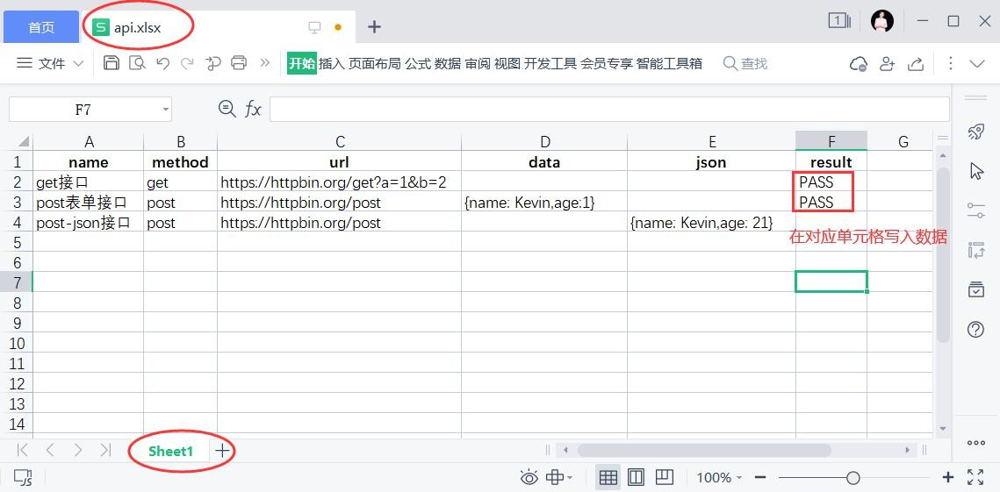 首页 S api.xlsx + 1
文件 开始 插入 页面布局 公式 数据 审阅 视图 开发工具 会员专享 智能工具箱 查找
F7 fx
A B C D E F G
1 name method url data json result
2 get接口 get https://httpbin.org/get?a=1&b=2 PASS
3 post表单接口 post https://httpbin.org/post {name: Kevin,age:1} PASS
4 post-json接口 post https://httpbin.org/post {name: Kevin,age: 21}
在对应单元格写入数据
5
6
7
8
9
10
11
12
13
14
Sheet1 +
JS 100% - +